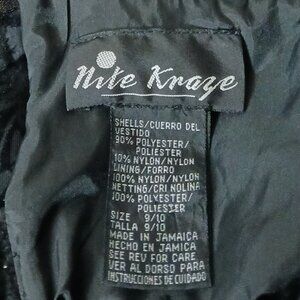 Nite Kraze
SHELLS/CUERRO DEL
VESTIDO
90% POLYESTER/
POLIESTER
10% NYLON/NYLON
LINING/FORRO
100% NYLON/NYLON
NETTING/CRINOLINA
100% POLYESTER/
POLIESTER
SIZE 9/10
TALLA 9/10
MADE IN JAMAICA
HECHO EN JAMAICA
SEE REV FOR CARE
VER AL DORSO PARA
INSTRUCCIONES DE CUIDADO